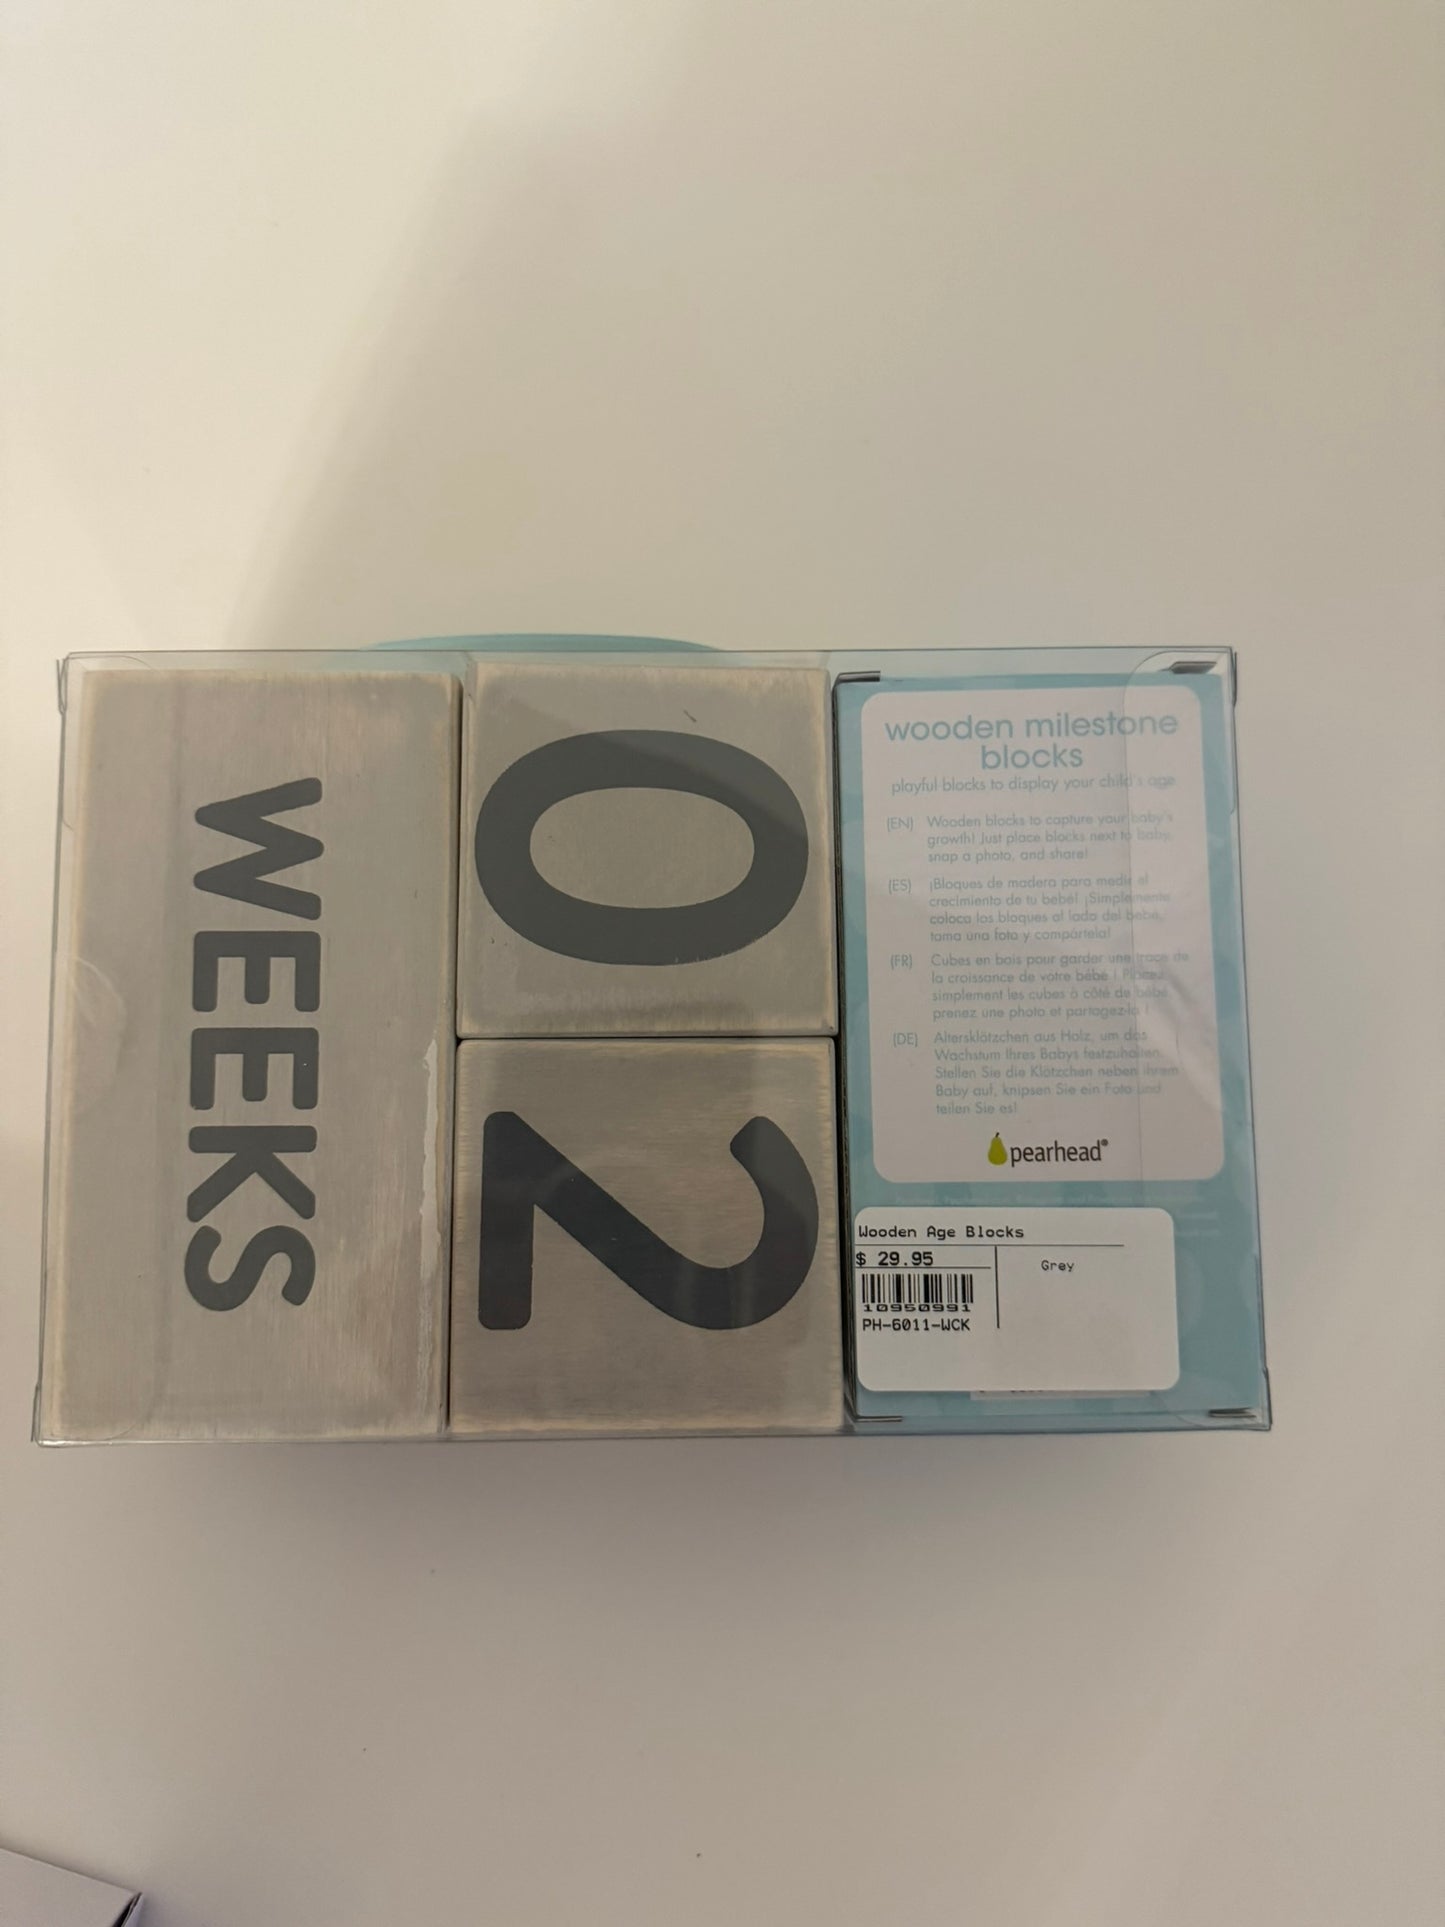 WEEKS
0
2
wooden milestone
blocks
playful blocks to display your child's age
(EN) Wooden blocks to capture your baby's
growth! Just place blocks next to baby,
snap a photo, and share!
(ES) ¡Bloques de madera para medir el
crecimiento de tu bebé! ¡Simplemente
coloca los bloques al lado del bebé,
toma una foto y compártela!
(FR) Cubes en bois pour garder une trace de
la croissance de votre bébé ! Placez
simplement les cubes à côté de bébé,
prenez une photo et partagez-la !
(DE) Altersklötzchen aus Holz, um das
Wachstum Ihres Babys festzuhalten.
Stellen Sie die Klötzchen neben Ihrem
Baby auf, knipsen Sie ein Foto und
teilen Sie es!
pearhead®
Wooden Age Blocks
$ 29.95
Grey
10950991
PH-6011-WCK